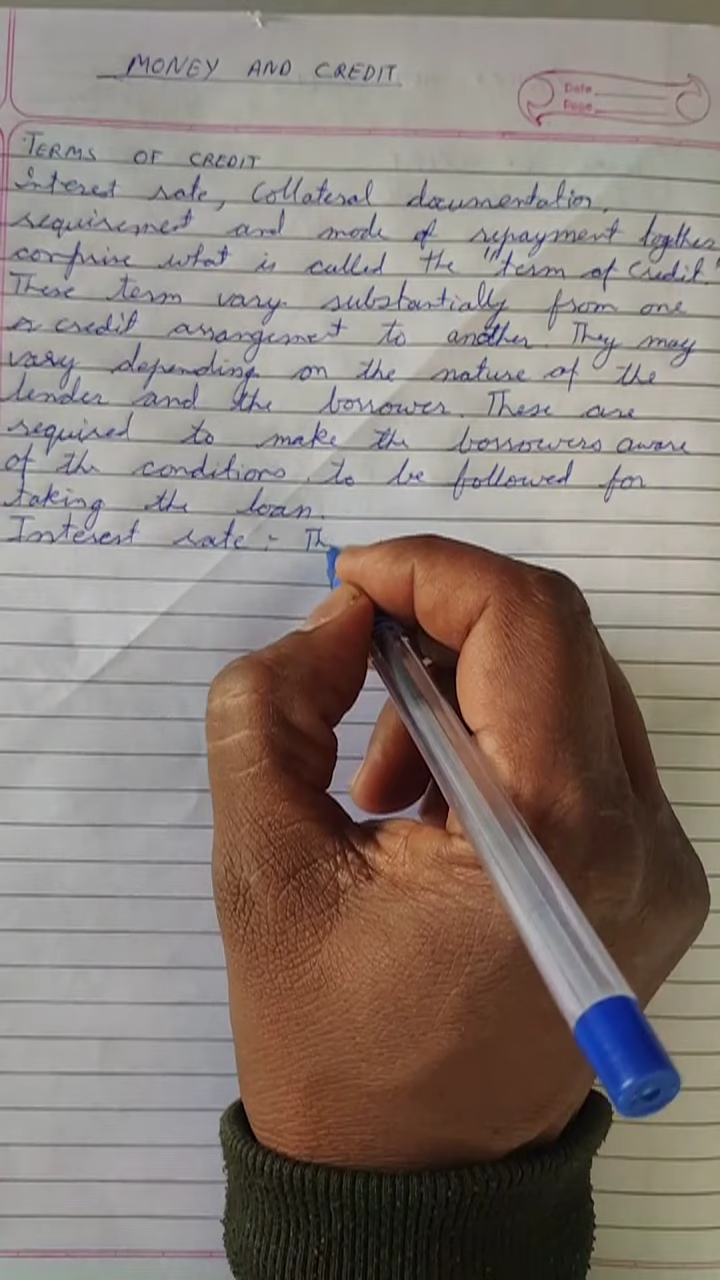 MONEY AND CREDIT
Date
Page
TERMS OF CREDIT
Interest rate, Collateral documentation,
requirement and mode of repayment together
comprise what is called the "term of Credit"
These term vary substantially from one
credit arrangement to another. They may
vary depending on the nature of the
lender and the borrower. These are
required to make the borrowers aware
of the conditions to be followed for
taking the loan.
Interest rate :- Th